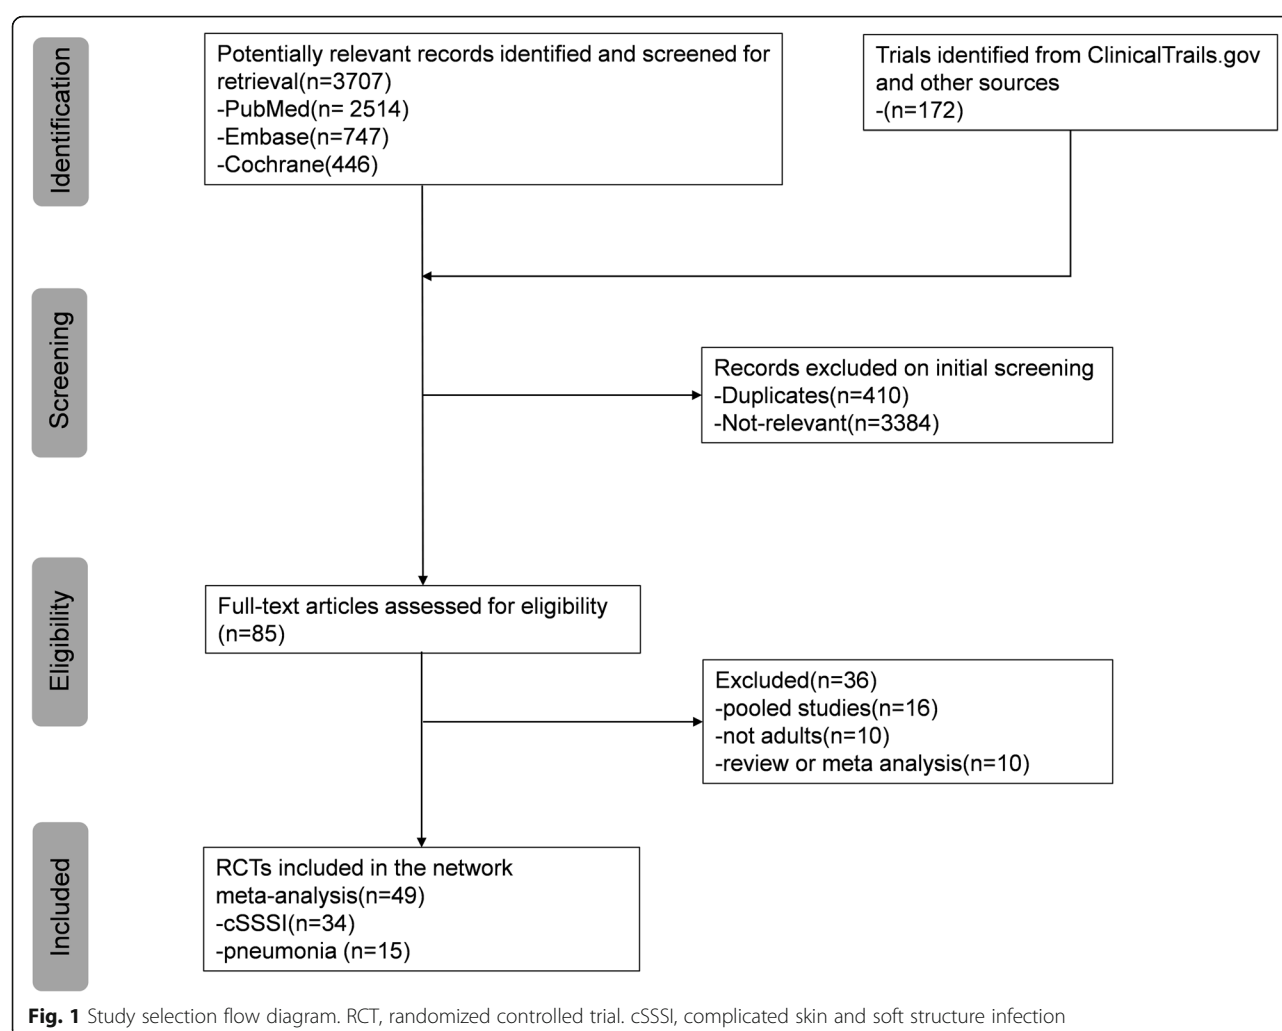 Identification
Potentially relevant records identified and screened for
retrieval(n=3707)
-PubMed(n= 2514)
-Embase(n=747)
-Cochrane(446)
Trials identified from ClinicalTrails.gov
and other sources
-(n=172)
Screening
Records excluded on initial screening
-Duplicates(n=410)
-Not-relevant(n=3384)
Eligibility
Full-text articles assessed for eligibility
(n=85)
Excluded(n=36)
-pooled studies(n=16)
-not adults(n=10)
-review or meta analysis(n=10)
Included
RCTs included in the network
meta-analysis(n=49)
-cSSSI(n=34)
-pneumonia (n=15)
Fig. 1 Study selection flow diagram. RCT, randomized controlled trial. cSSSI, complicated skin and soft structure infection